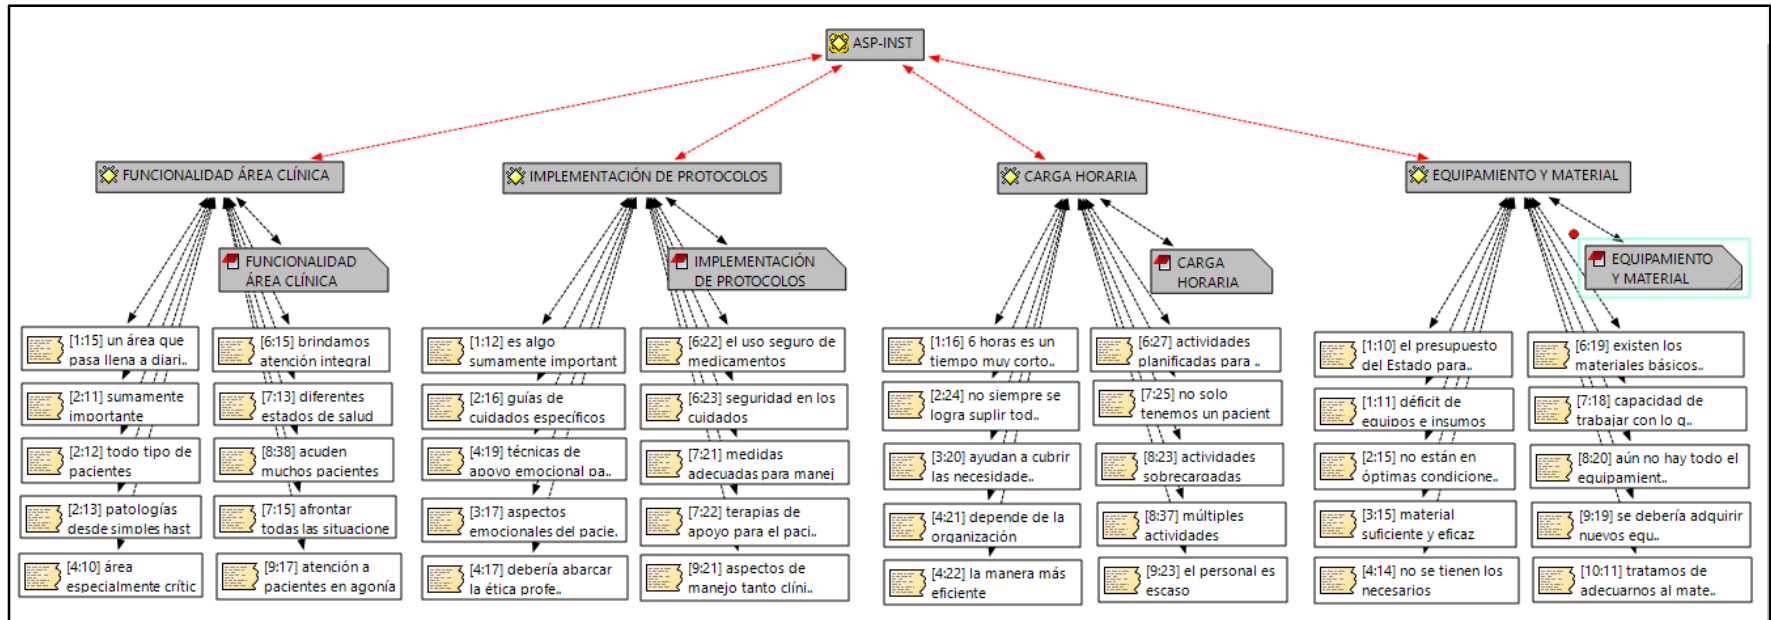 ASP-INST
FUNCIONALIDAD ÁREA CLÍNICA
FUNCIONALIDAD
ÁREA CLÍNICA
[1:15] un área que
pasa llena a diari..
[2:11] sumamente
importante
[2:12] todo tipo de
pacientes
[2:13] patologías
desde simples hast
[4:10] área
especialmente crític
[6:15] brindamos
atención integral
[7:13] diferentes
estados de salud
[8:38] acuden
muchos pacientes
[7:15] afrontar
todas las situacione
[9:17] atención a
pacientes en agonía
IMPLEMENTACIÓN DE PROTOCOLOS
IMPLEMENTACIÓN
DE PROTOCOLOS
[1:12] es algo
sumamente important
[2:16] guías de
cuidados específicos
[4:19] técnicas de
apoyo emocional pa..
[3:17] aspectos
emocionales del pacie.
[4:17] debería abarcar
la ética profe..
[6:22] el uso seguro de
medicamentos
[6:23] seguridad en los
cuidados
[7:21] medidas
adecuadas para manej
[7:22] terapias de
apoyo para el paci..
[9:21] aspectos de
manejo tanto clíni..
CARGA HORARIA
CARGA
HORARIA
[1:16] 6 horas es un
tiempo muy corto..
[2:24] no siempre se
logra suplir tod..
[3:20] ayudan a cubrir
las necesidade..
[4:21] depende de la
organización
[4:22] la manera más
eficiente
[6:27] actividades
planificadas para ..
[7:25] no solo
tenemos un pacient
[8:23] actividades
sobrecargadas
[8:37] múltiples
actividades
[9:23] el personal es
escaso
EQUIPAMIENTO Y MATERIAL
EQUIPAMIENTO
Y MATERIAL
[1:10] el presupuesto
del Estado para..
[1:11] déficit de
equipos e insumos
[2:15] no están en
óptimas condicione..
[3:15] material
suficiente y eficaz
[4:14] no se tienen los
necesarios
[6:19] existen los
materiales básicos..
[7:18] capacidad de
trabajar con lo q..
[8:20] aún no hay todo el
equipamient..
[9:19] se debería adquirir
nuevos equ..
[10:11] tratamos de
adecuarnos al mate..